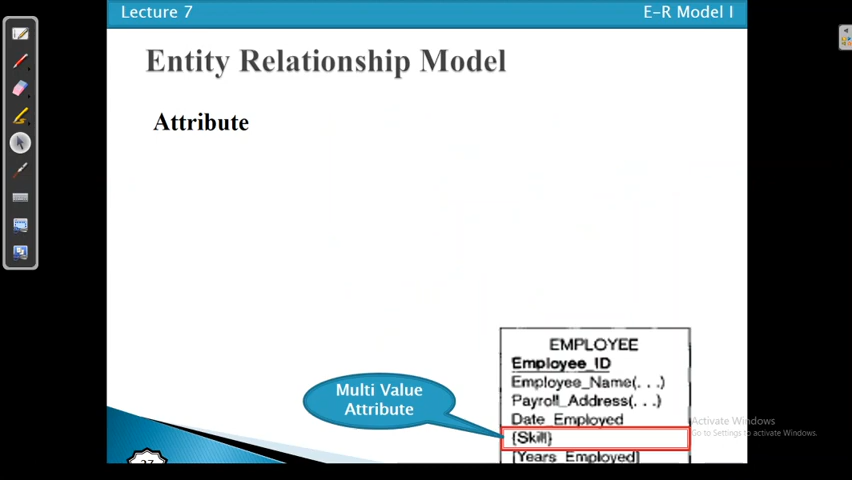 Lecture 7
E-R Model I
Entity Relationship Model
Attribute
EMPLOYEE
Employee_ID
Employee_Name(. . .)
Payroll_Address(. . .)
Date_Employed
{Skill}
[Years_Employed]
Multi Value
Attribute
Activate Windows
Go to Settings to activate Windows.
27